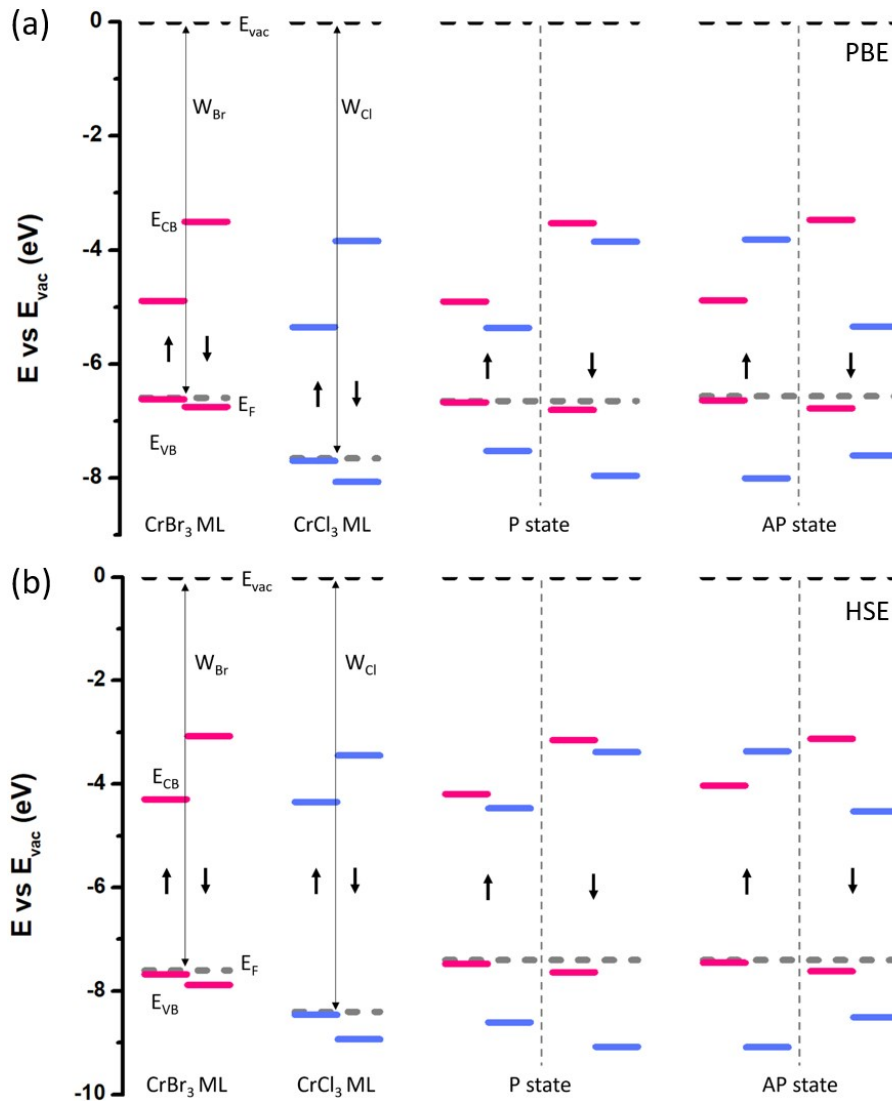 (a)
PBE
E vs E_vac (eV)
0
-2
-4
-6
-8
E_vac
W_Br
W_Cl
E_CB
E_F
E_VB
CrBr₃ ML
CrCl₃ ML
P state
AP state
(b)
HSE
E vs E_vac (eV)
0
-2
-4
-6
-8
-10
E_vac
W_Br
W_Cl
E_CB
E_F
E_VB
CrBr₃ ML
CrCl₃ ML
P state
AP state